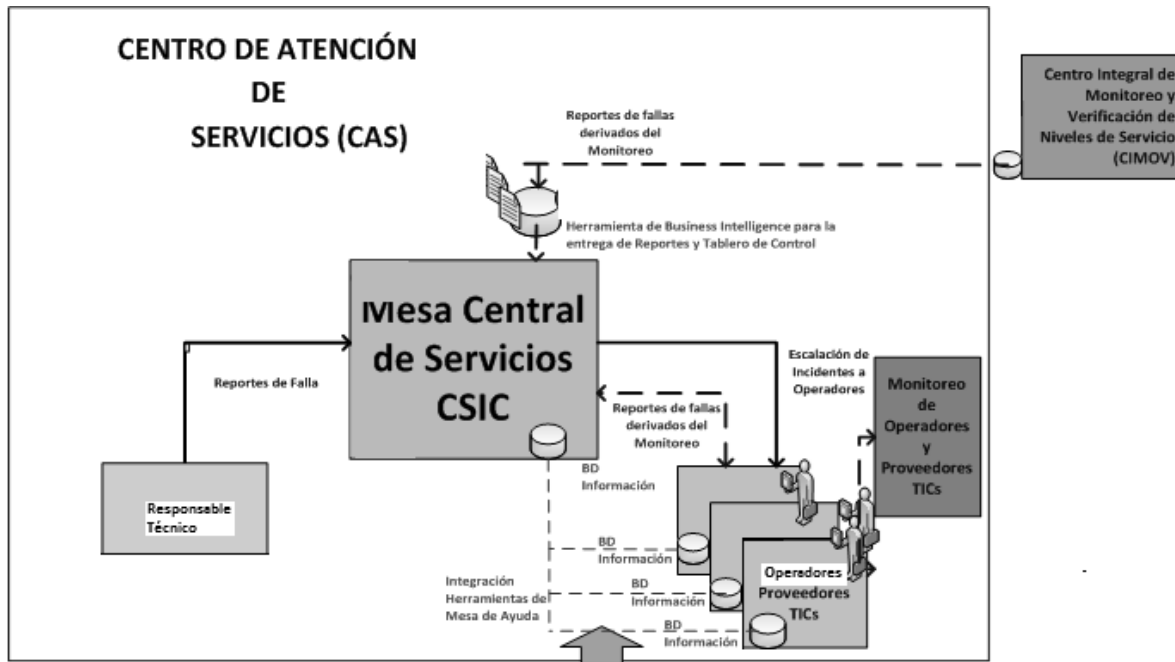 CENTRO DE ATENCIÓN
DE
SERVICIOS (CAS)
Centro Integral de
Monitoreo y
Verificación de
Niveles de Servicio
(CIMOV)
Reportes de fallas
derivados del
Monitoreo
Herramienta de Business Intelligence para la
entrega de Reportes y Tablero de Control
Mesa Central
de Servicios
CSIC
Reportes de Falla
Escalación de
Incidentes a
Operadores
Reportes de fallas
derivados del
Monitoreo
Monitoreo
de
Operadores
y
Proveedores
TICs
Responsable
Técnico
BD
Información
BD
Información
BD
Información
BD
Información
Integración
Herramientas de
Mesa de Ayuda
Operadores
Proveedores
TICs